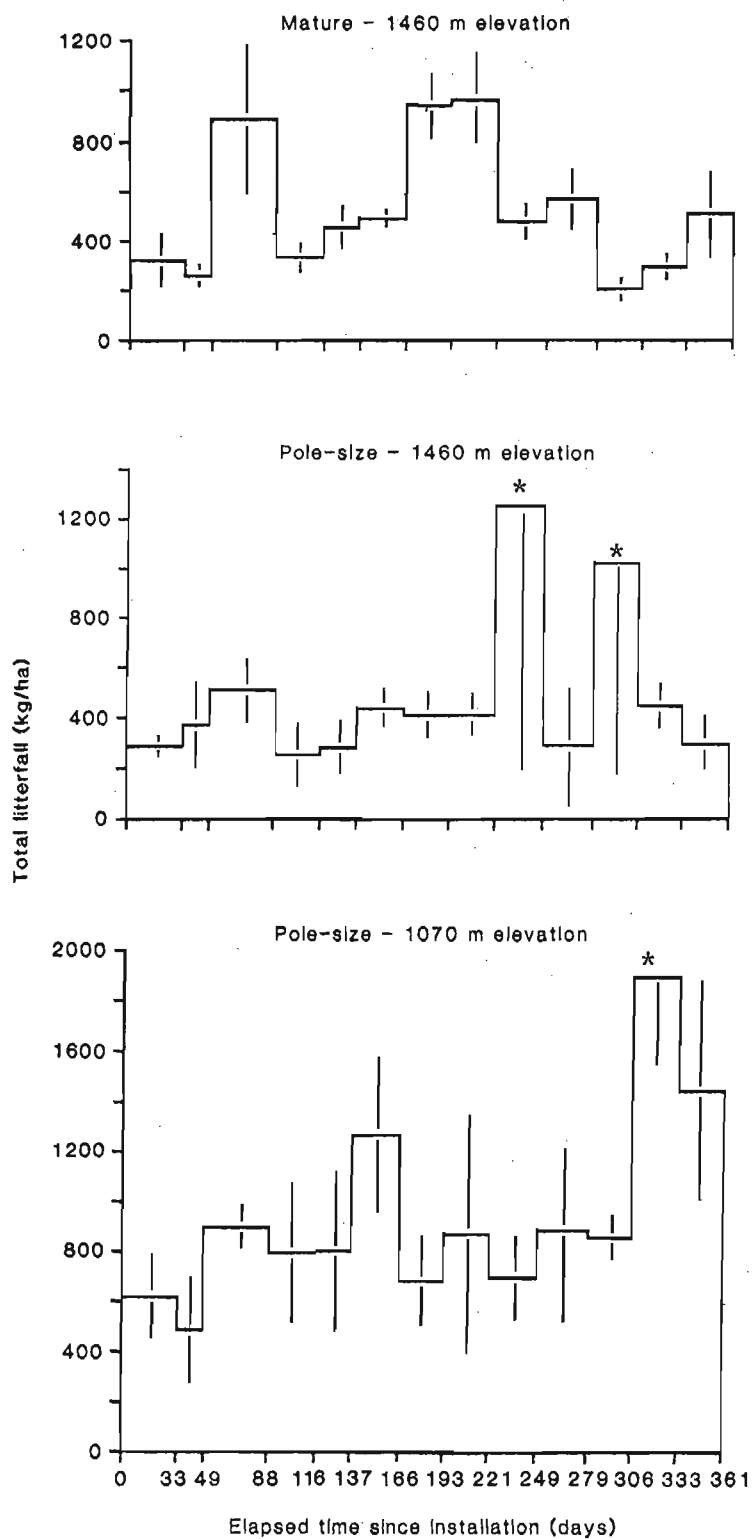 Mature - 1460 m elevation
1200
800
400
0
Pole-size - 1460 m elevation
*
*
1200
800
400
0
Total litterfall (kg/ha)
Pole-size - 1070 m elevation
*
2000
1600
1200
800
400
0
0 33 49 88 116 137 166 193 221 249 279 306 333 361
Elapsed time since installation (days)